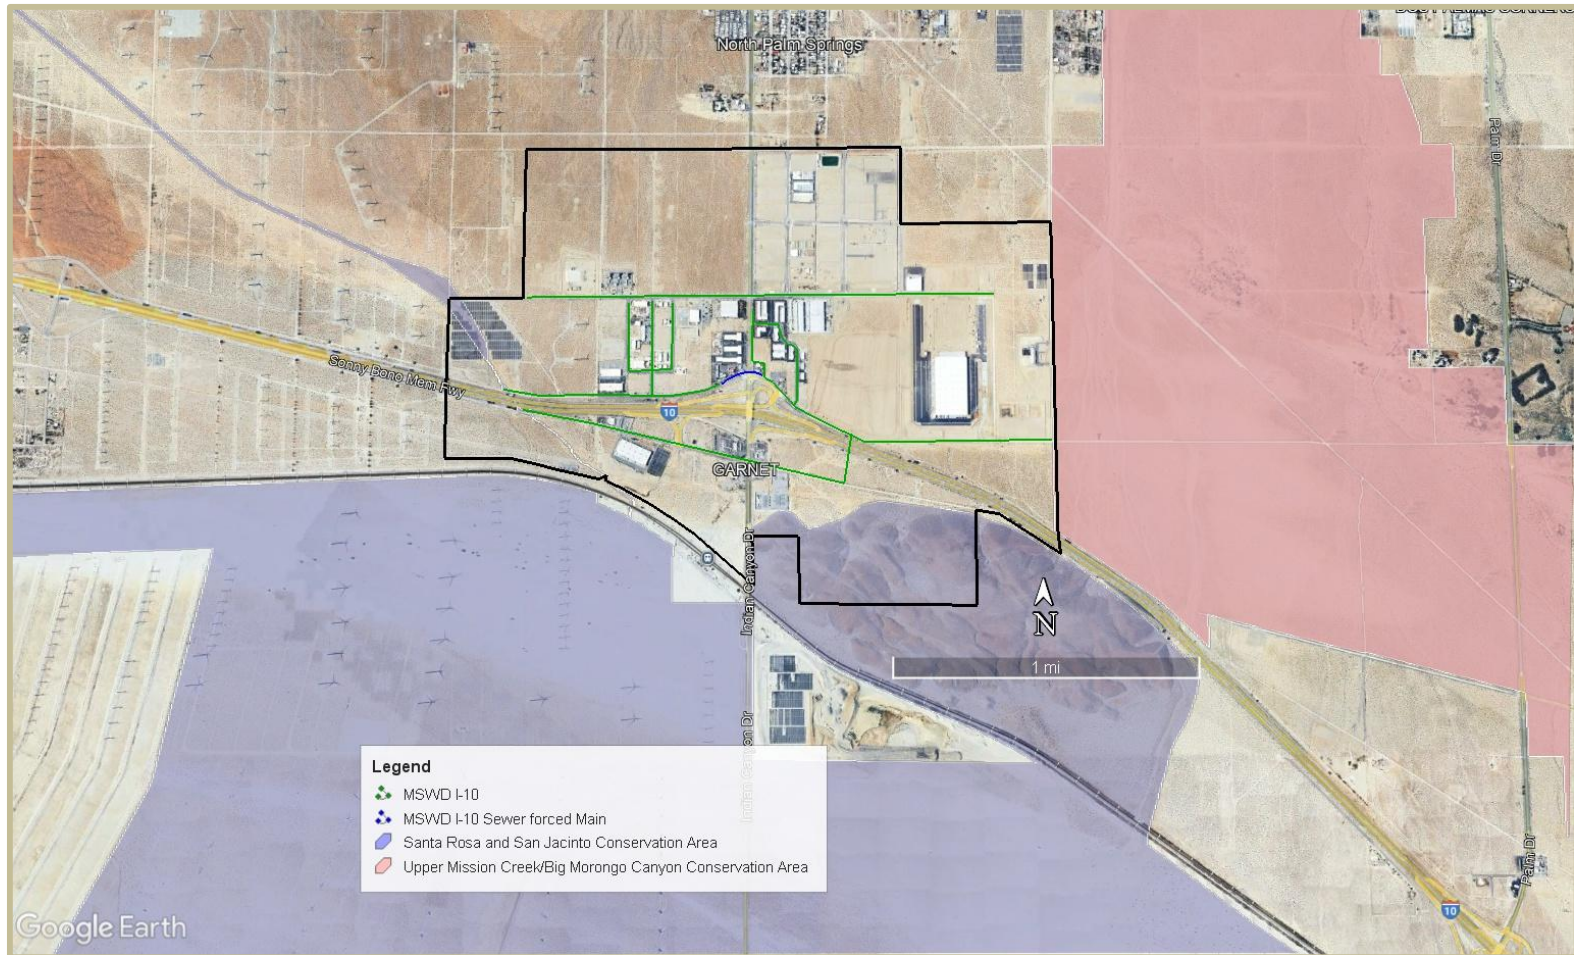 North Palm Springs
Palm Dr
Sonny Bono Mem Fwy
10
GARNET
Indian Canyon Dr
N
1 mi
Indian Canyon Dr
Legend
MSWD I-10
MSWD I-10 Sewer forced Main
Santa Rosa and San Jacinto Conservation Area
Upper Mission Creek/Big Morongo Canyon Conservation Area
Palm Dr
10
Google Earth